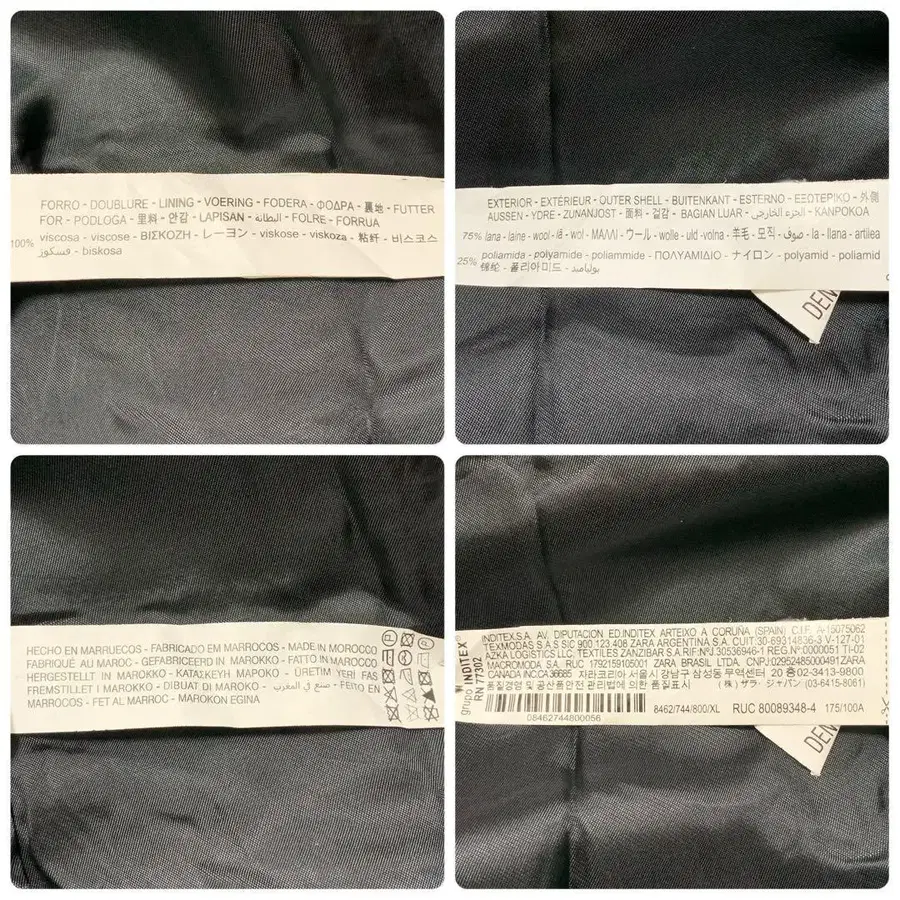 FORRO - DOUBLURE - LINING - VOERING - FODERA - ΦΟΔΡΑ - 裏地 - FUTTER
FOR - PODLOGA - 里料 - 안감 - LAPISAN - البطانة - FOLRE - FORRUA
100% viscosa - viscose - ΒΙΣΚΟΖΗ - レーヨン - viskose - viskoza - 粘纤 - 비스코스
فسكوز - biskosa
EXTERIOR - EXTÉRIEUR - OUTER SHELL - BUITENKANT - ESTERNO - ΕΞΩΤΕΡΙΚΟ - 外側
AUSSEN - YDRE - ZUNANJOST - 面料 - 겉감 - BAGIAN LUAR - الجزء الخارجي - KANPOKOA
75% lana - laine - wool - lã - wol - ΜΑΛΛΙ - ウール - wolle - uld - volna - 羊毛 - 모직 - صوف - la - llana - artilea
25% poliamida - polyamide - poliammide - ΠΟΛΥΑΜΙΔΙΟ - ナイロン - polyamid - poliamid
锦纶 - 폴리아미드 - بولياميد
DEN
HECHO EN MARRUECOS - FABRICADO EM MARROCOS - MADE IN MOROCCO
FABRIQUÉ AU MAROC - GEFABRICEERD IN MAROKKO - FATTO IN MAROCCO
HERGESTELLT IN MAROKKO - ΚΑΤΑΣΚΕΥΗ ΜΑΡΟΚΟ - ÜRETIM YERI FAS
FREMSTILLET I MAROKKO - DIBUAT DI MAROKO - صنع في المغرب - FEITO EN
MARROCOS - FET AL MARROC - MAROKON EGINA
grupo INDITEX
RN 77302
INDITEX,S.A. AV. DIPUTACION ED.INDITEX ARTEIXO A CORUÑA (SPAIN) C.I.F. A-15075062
TEXMODAS S.A.S SIC 900.123.408 ZARA ARGENTINA S.A. CUIT:30-69314836-3 V-127-01
AZKA LOGISTICS LLC. TEXTILES ZANZIBAR S.A RIF:Nº J 30536946-1 REG.Nº:0000051 TI-02
MACROMODA S.A. RUC 1792159105001 ZARA BRASIL LTDA. CNPJ:02952485000491 ZARA
CANADA INC.CA 36685 자라코리아 서울시 강남구 삼성동 무역센터 20 층 02-3413-9800
품질경영 및 공산품안전 관리법에 의한 품질표시 (株) ザラ・ジャパン (03-6415-8061)
8462/744/800/XL RUC 80089348-4 175/100A
08462744800056
DEN